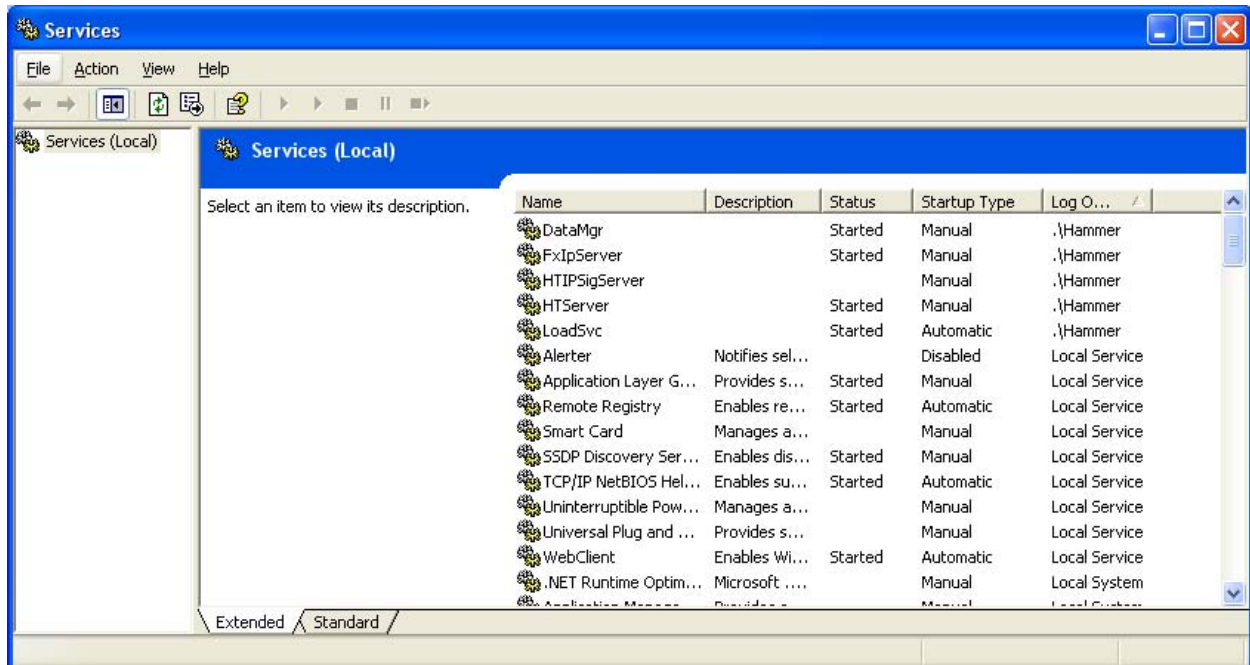 Services
File Action View Help
Services (Local)
Services (Local)
Select an item to view its description.
Name Description Status Startup Type Log O...
DataMgr Started Manual .\Hammer
FxIpServer Started Manual .\Hammer
HTIPSigServer Manual .\Hammer
HTServer Started Manual .\Hammer
LoadSvc Started Automatic .\Hammer
Alerter Notifies sel... Disabled Local Service
Application Layer G... Provides s... Started Manual Local Service
Remote Registry Enables re... Started Automatic Local Service
Smart Card Manages a... Manual Local Service
SSDP Discovery Ser... Enables dis... Started Manual Local Service
TCP/IP NetBIOS Hel... Enables su... Started Automatic Local Service
Uninterruptible Pow... Manages a... Manual Local Service
Universal Plug and ... Provides s... Manual Local Service
WebClient Enables Wi... Started Automatic Local Service
.NET Runtime Optim... Microsoft .... Manual Local System
Extended Standard